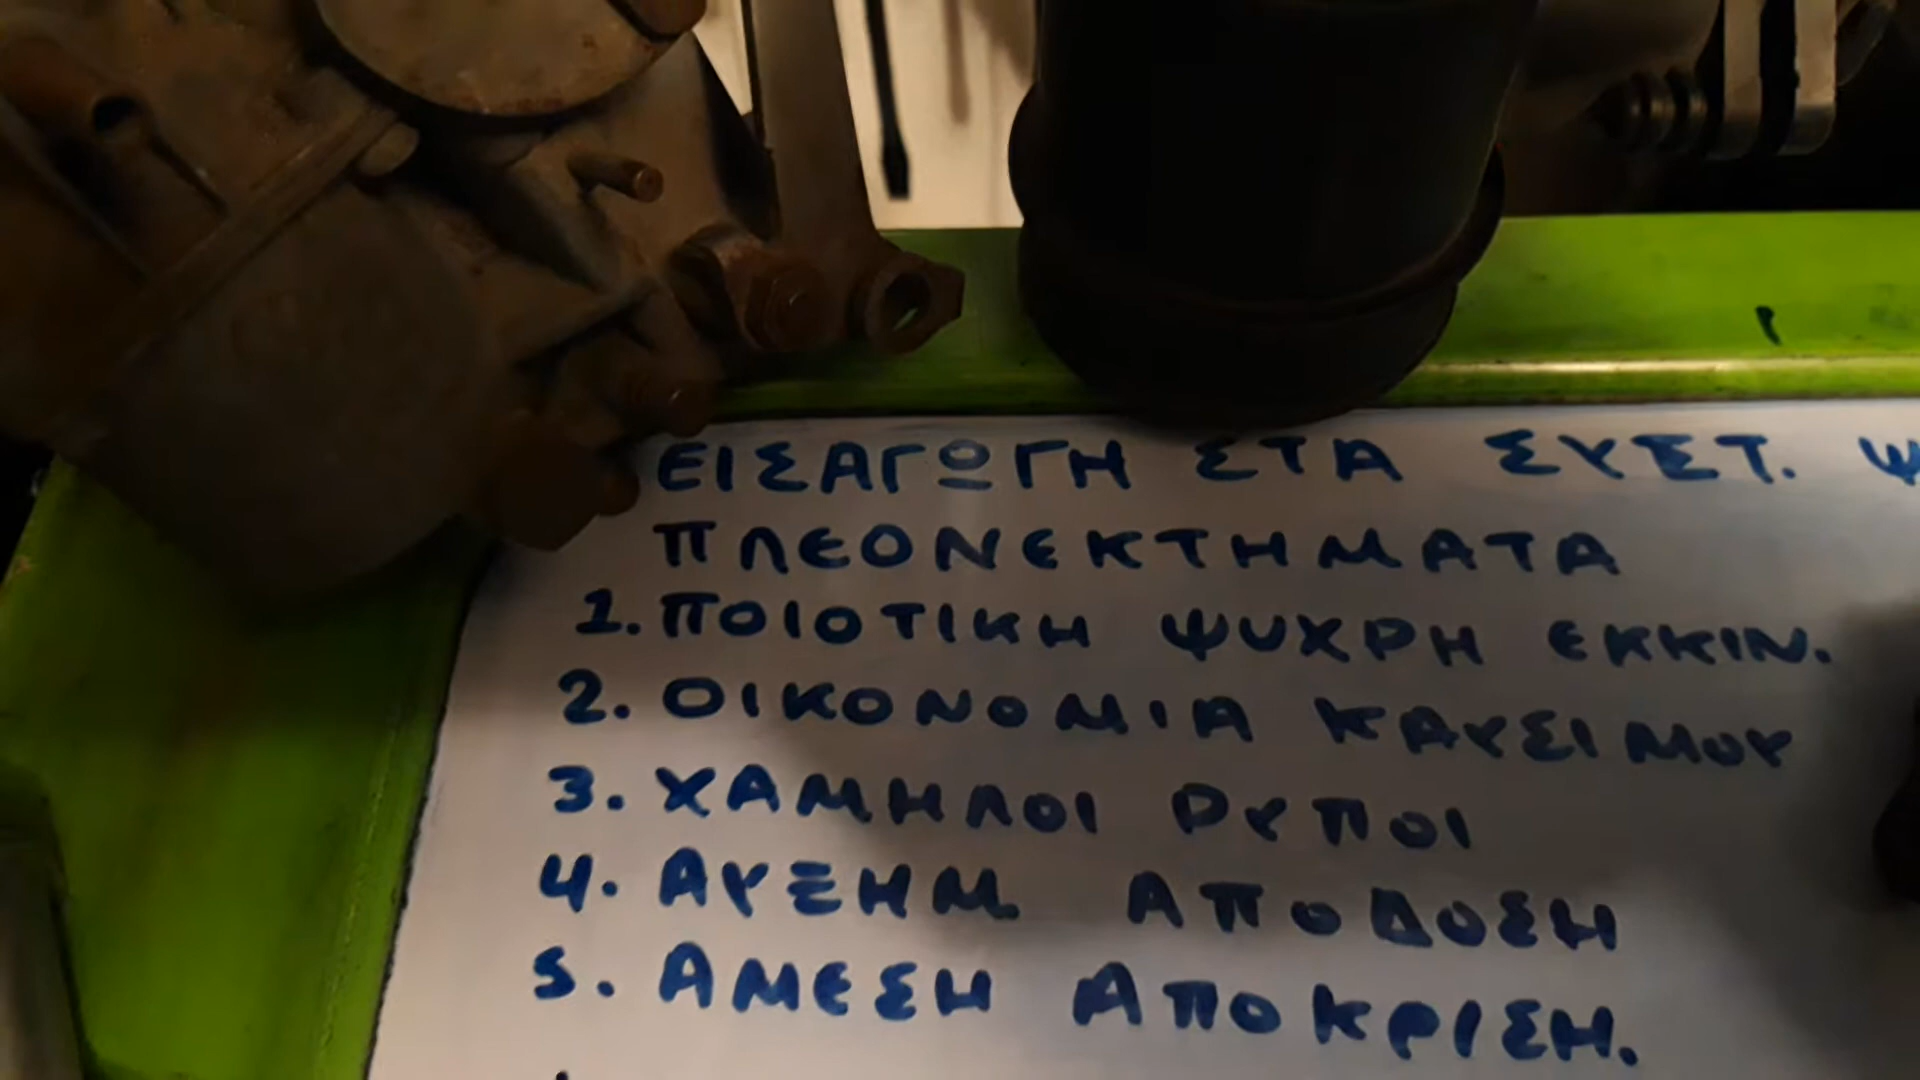 ΕΙΣΑΓΩΓΗ ΣΤΑ ΣΥΣΤ. Ψ
ΠΛΕΟΝΕΚΤΗΜΑΤΑ
1. ΠΟΙΟΤΙΚΗ ΨΥΧΡΗ ΕΚΚΙΝ.
2. ΟΙΚΟΝΟΜΙΑ ΚΑΥΣΙΜΟΥ
3. ΧΑΜΗΛΟΙ ΡΥΠΟΙ
4. ΑΥΞΗΜ ΑΠΟΔΟΣΗ
5. ΑΜΕΣΗ ΑΠΟΚΡΙΣΗ.